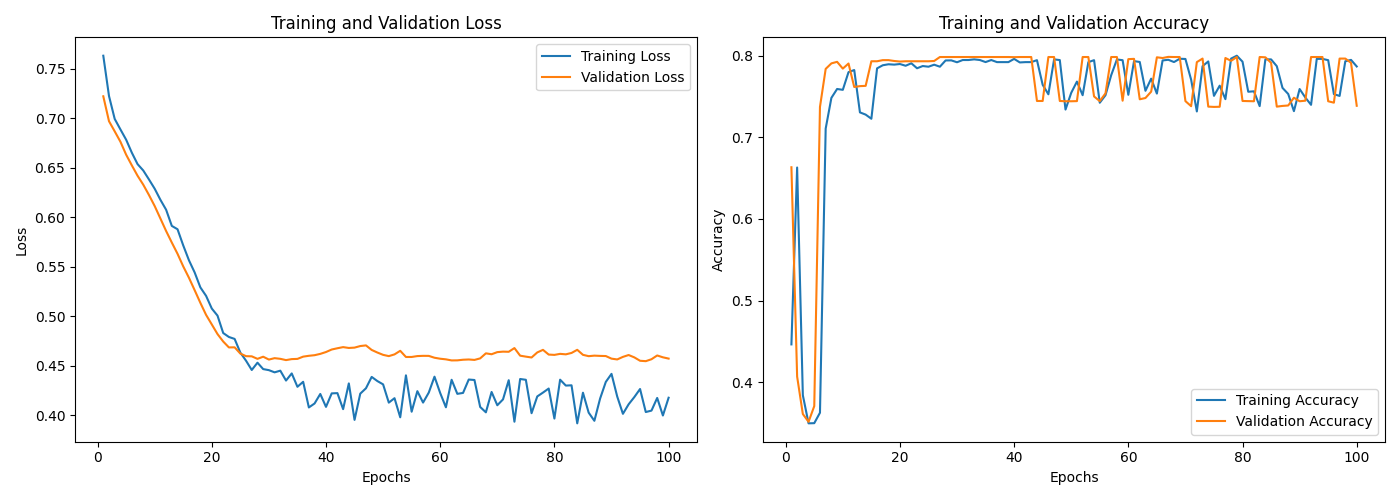 Training and Validation Loss
Training Loss
Validation Loss
0.75
0.70
0.65
0.60
0.55
0.50
0.45
0.40
Loss
0 20 40 60 80 100
Epochs
Training and Validation Accuracy
0.8
0.7
0.6
0.5
0.4
Accuracy
Training Accuracy
Validation Accuracy
0 20 40 60 80 100
Epochs